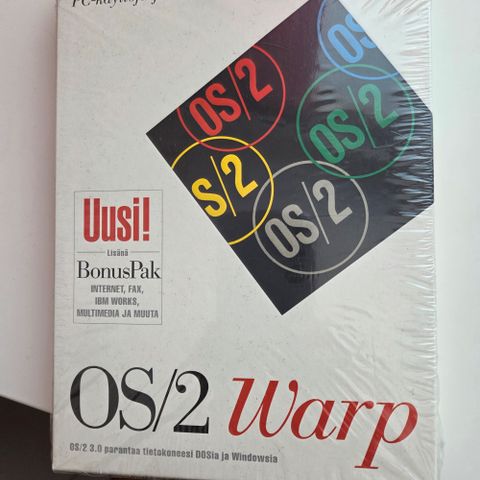 OS/2
OS/2
OS/2
S/2
OS/2
Uusi!
Lisänä
BonusPak
INTERNET, FAX,
IBM WORKS,
MULTIMEDIA JA MUUTA
OS/2 Warp
OS/2 3.0 parantaa tietokoneesi DOSia ja Windowsia